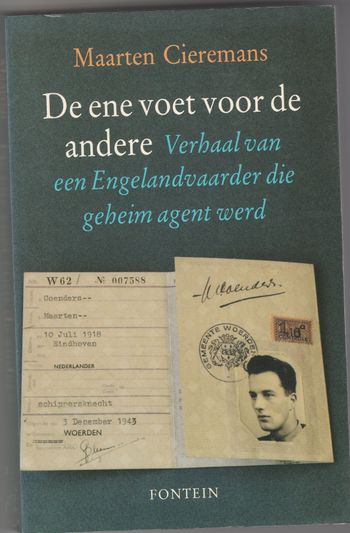 Maarten Cieremans
De ene voet voor de
andere Verhaal van
een Engelandvaarder die
geheim agent werd
W62 / № 007588
Coenders--
Maarten--
10 Juli 1918
Eindhoven
NEDERLANDER
schippersknecht
3 December 1943
WOERDEN
MCoenders.
GEMEENTE WOERDEN
FONTEIN